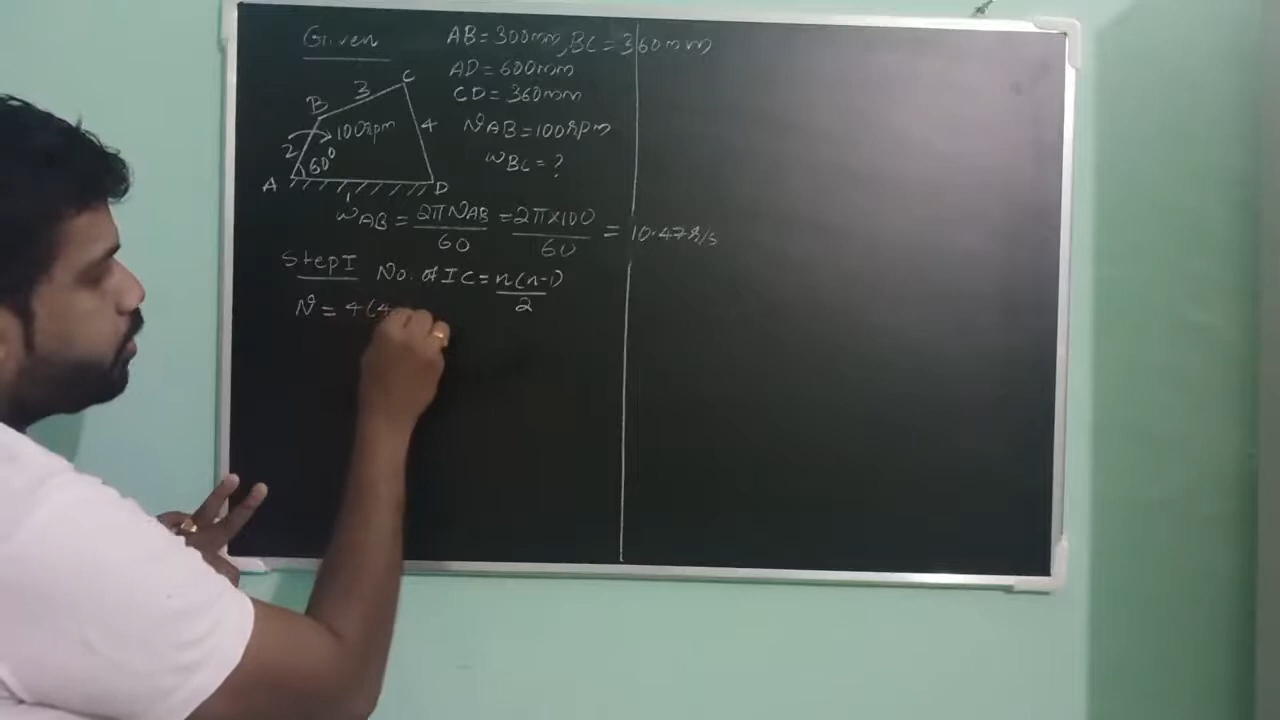 Given
AB=300mm, BC=360mm
AD=600mm
CD=360mm
NAB=100rpm
ωBC=?
C
3
B
4
100rpm
2
60°
A
D
1
ωAB = 2πNAB/60 = 2π×100/60 = 10.47r/s
Step I No. of IC = n(n-1)/2
N = 4(4